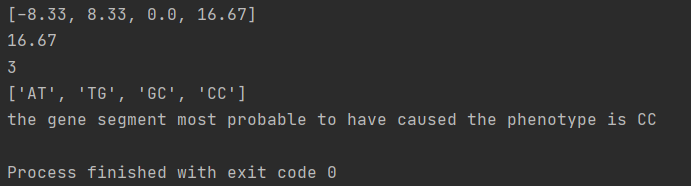 [-8.33, 8.33, 0.0, 16.67]
16.67
3
['AT', 'TG', 'GC', 'CC']
the gene segment most probable to have caused the phenotype is CC
Process finished with exit code 0